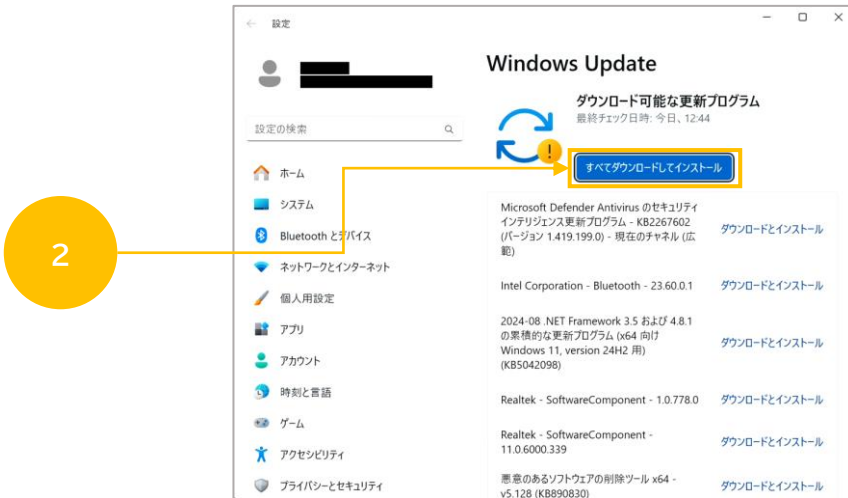 設定
設定の検索
ホーム
システム
Bluetooth とデバイス
ネットワークとインターネット
個人用設定
アプリ
アカウント
時刻と言語
ゲーム
アクセシビリティ
プライバシーとセキュリティ
2
Windows Update
ダウンロード可能な更新プログラム
最終チェック日時: 今日、12:44
すべてダウンロードしてインストール
Microsoft Defender Antivirus のセキュリティ
インテリジェンス更新プログラム - KB2267602
(バージョン 1.419.199.0) - 現在のチャネル (広
範)
ダウンロードとインストール
Intel Corporation - Bluetooth - 23.60.0.1
ダウンロードとインストール
2024-08 .NET Framework 3.5 および 4.8.1
の累積的な更新プログラム (x64 向け
Windows 11, version 24H2 用)
(KB5042098)
ダウンロードとインストール
Realtek - SoftwareComponent - 1.0.778.0
ダウンロードとインストール
Realtek - SoftwareComponent -
11.0.6000.339
ダウンロードとインストール
悪意のあるソフトウェアの削除ツール x64 -
v5.128 (KB890830)
ダウンロードとインストール